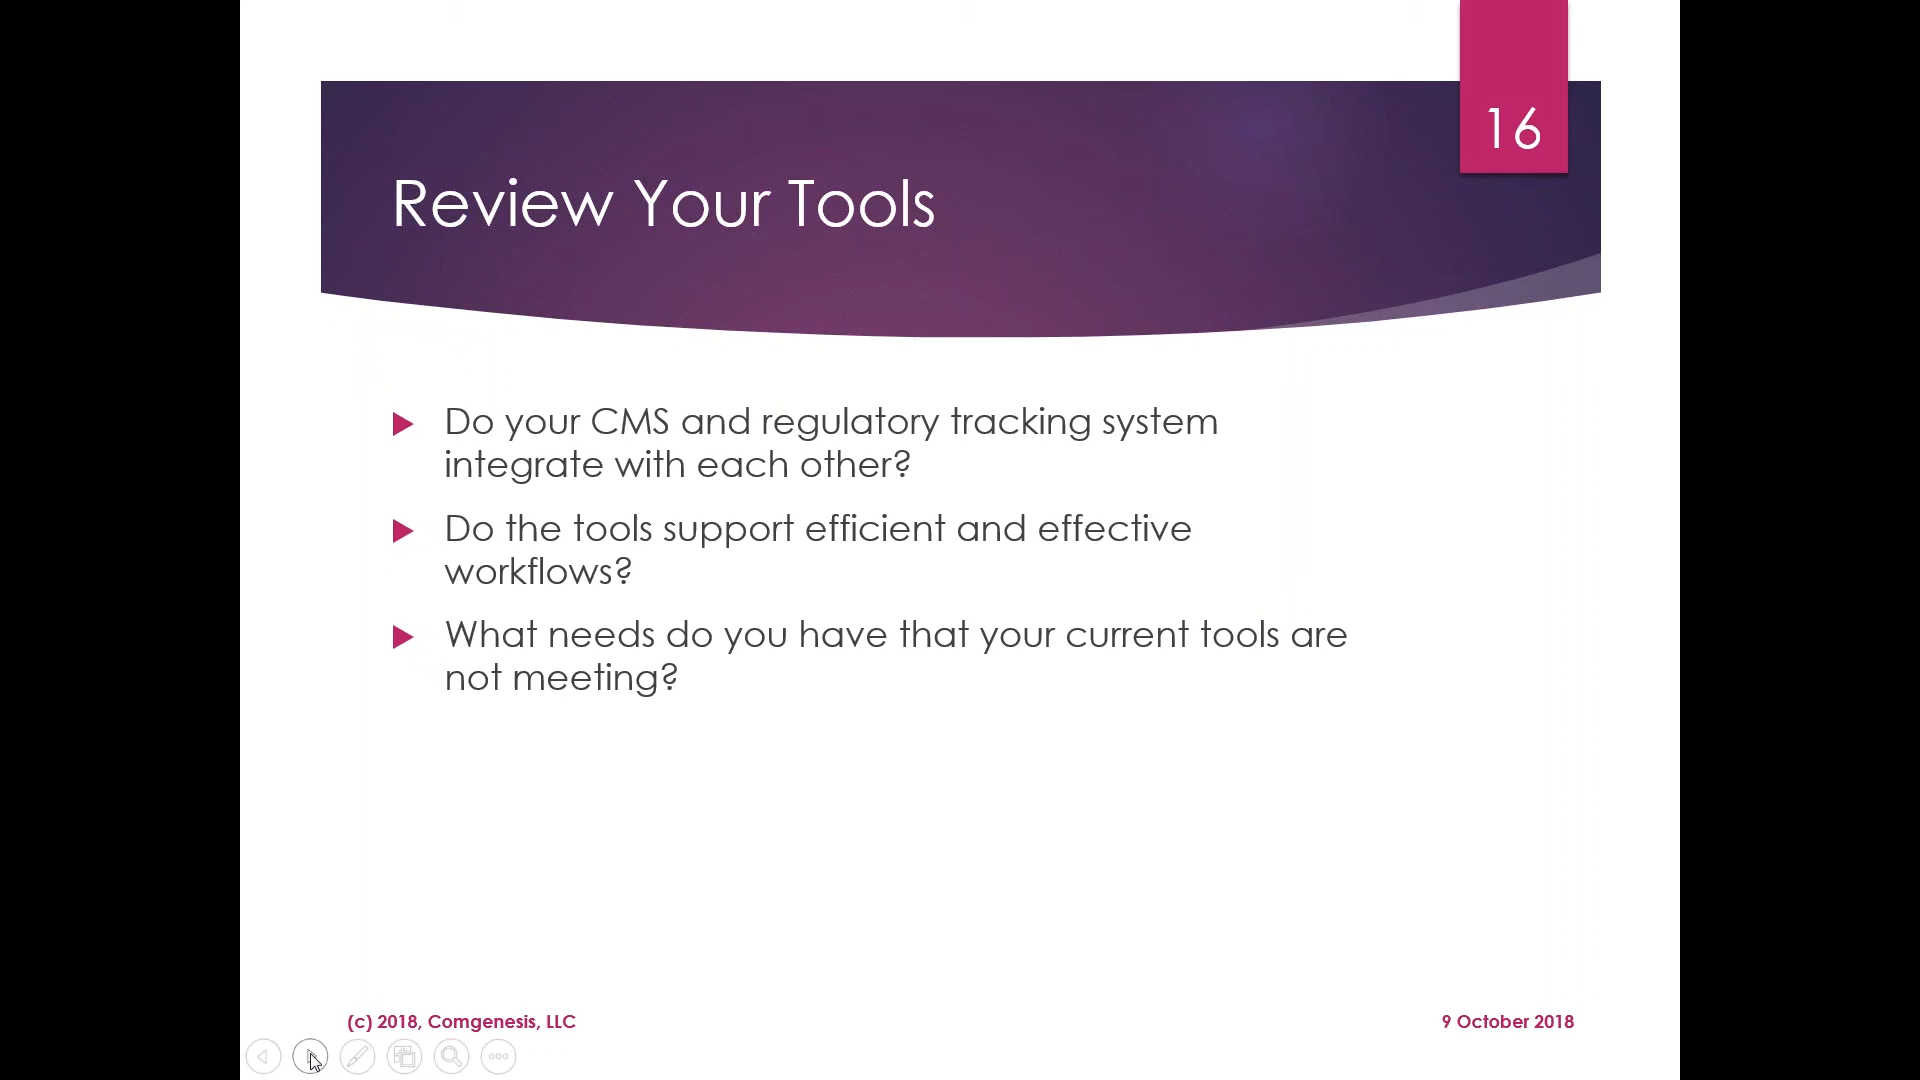 16
Review Your Tools
Do your CMS and regulatory tracking system
integrate with each other?
Do the tools support efficient and effective
workflows?
What needs do you have that your current tools are
not meeting?
(c) 2018, Comgenesis, LLC
9 October 2018